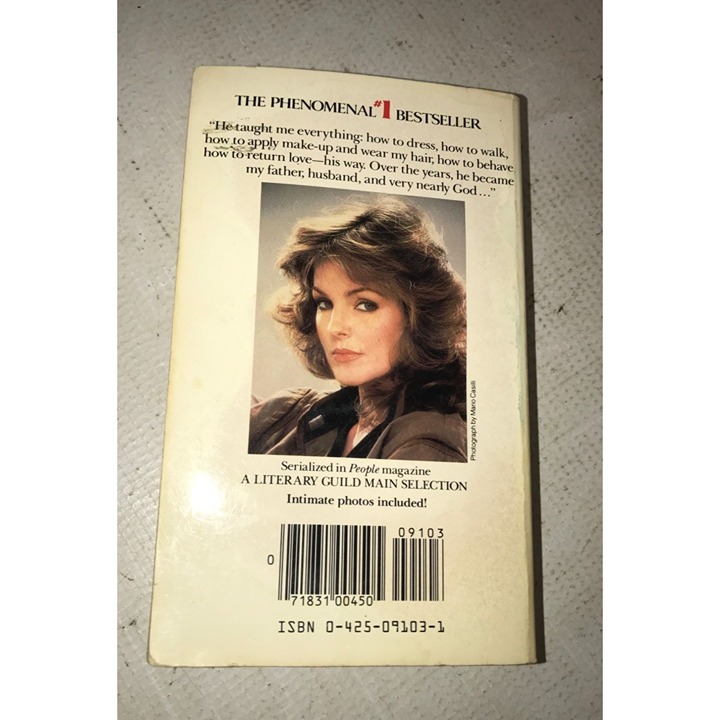 THE PHENOMENAL #1 BESTSELLER
"He taught me everything: how to dress, how to walk,
how to apply make-up and wear my hair, how to behave
how to return love—his way. Over the years, he became
my father, husband, and very nearly God..."
Photograph by Mario Casilli
Serialized in People magazine
A LITERARY GUILD MAIN SELECTION
Intimate photos included!
09103
0
71831 00450
ISBN 0-425-09103-1